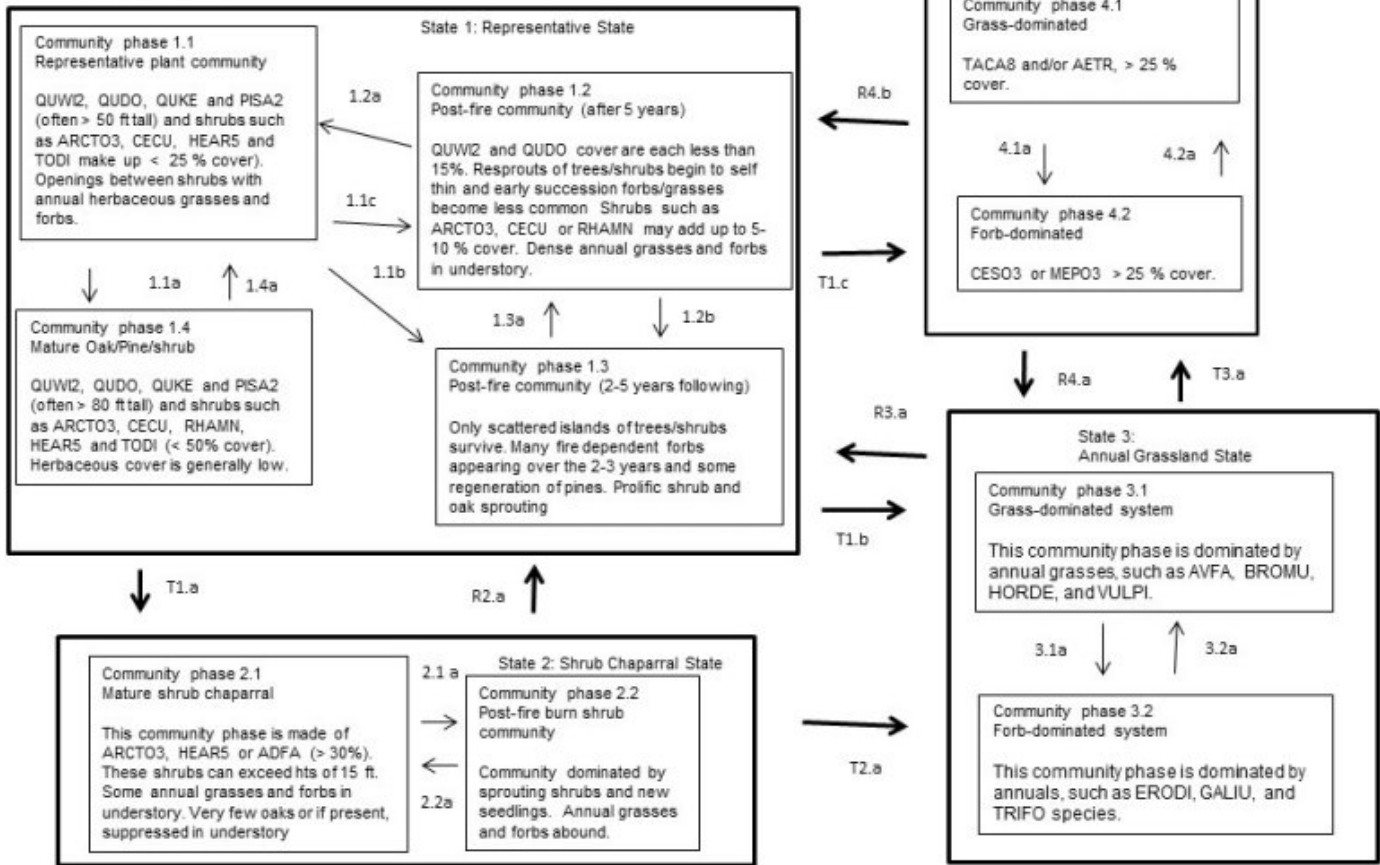 State 1: Representative State
Community phase 1.1
Representative plant community
QUWI2, QUDO, QUKE and PISA2
(often > 50 ft tall) and shrubs such
as ARCTO3, CECU, HEAR5 and
TODI make up < 25 % cover).
Openings between shrubs with
annual herbaceous grasses and
forbs.
1.2a
1.1c
1.1b
Community phase 1.2
Post-fire community (after 5 years)
QUWI2 and QUDO cover are each less than
15%. Resprouts of trees/shrubs begin to self
thin and early succession forbs/grasses
become less common Shrubs such as
ARCTO3, CECU or RHAMN may add up to 5-
10 % cover. Dense annual grasses and forbs
in understory.
1.1a
1.4a
1.3a
1.2b
Community phase 1.4
Mature Oak/Pine/shrub
QUWI2, QUDO, QUKE and PISA2
(often > 80 ft tall) and shrubs such
as ARCTO3, CECU, RHAMN,
HEAR5 and TODI (< 50% cover).
Herbaceous cover is generally low.
Community phase 1.3
Post-fire community (2-5 years following)
Only scattered islands of trees/shrubs
survive. Many fire dependent forbs
appearing over the 2-3 years and some
regeneration of pines. Prolific shrub and
oak sprouting
R4.b
T1.c
Community phase 4.1
Grass-dominated
TACA8 and/or AETR, > 25 %
cover.
4.1a
4.2a
Community phase 4.2
Forb-dominated
CESO3 or MEPO3 > 25 % cover.
R4.a
T3.a
R3.a
T1.b
State 3:
Annual Grassland State
Community phase 3.1
Grass-dominated system
This community phase is dominated by
annual grasses, such as AVFA, BROMU,
HORDE, and VULPI.
3.1a
3.2a
Community phase 3.2
Forb-dominated system
This community phase is dominated by
annuals, such as ERODI, GALIU, and
TRIFO species.
T1.a
R2.a
State 2: Shrub Chaparral State
Community phase 2.1
Mature shrub chaparral
This community phase is made of
ARCTO3, HEAR5 or ADFA (> 30%).
These shrubs can exceed hts of 15 ft.
Some annual grasses and forbs in
understory. Very few oaks or if present,
suppressed in understory
2.1 a
2.2a
Community phase 2.2
Post-fire burn shrub
community
Community dominated by
sprouting shrubs and new
seedlings. Annual grasses
and forbs abound.
T2.a